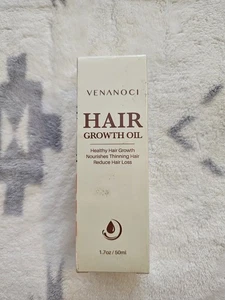 VENANOCI
HAIR
GROWTH OIL
Healthy Hair Growth
Nourishes Thinning Hair
Reduce Hair Loss
1.7oz / 50ml